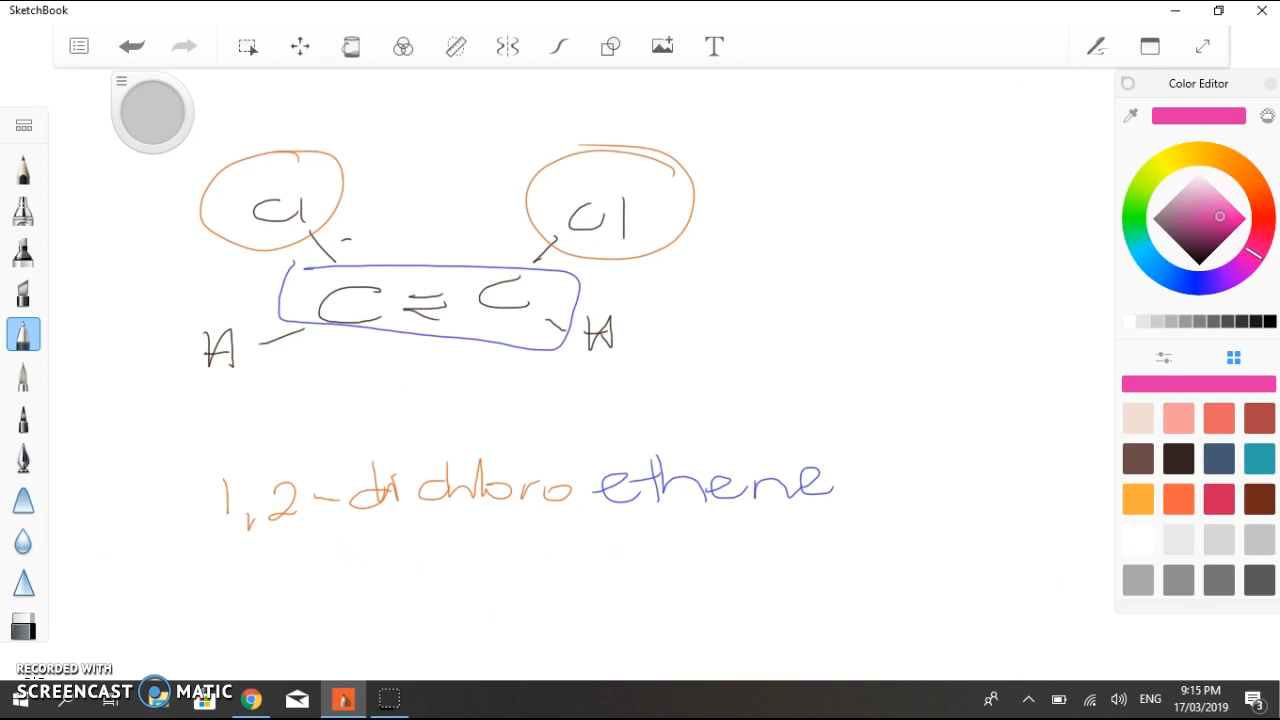 SketchBook
T
Color Editor
Cl Cl
C = C
H H
1,2-dichloro ethene
RECORDED WITH
SCREENCAST MATIC
ENG
9:15 PM
17/03/2019
3